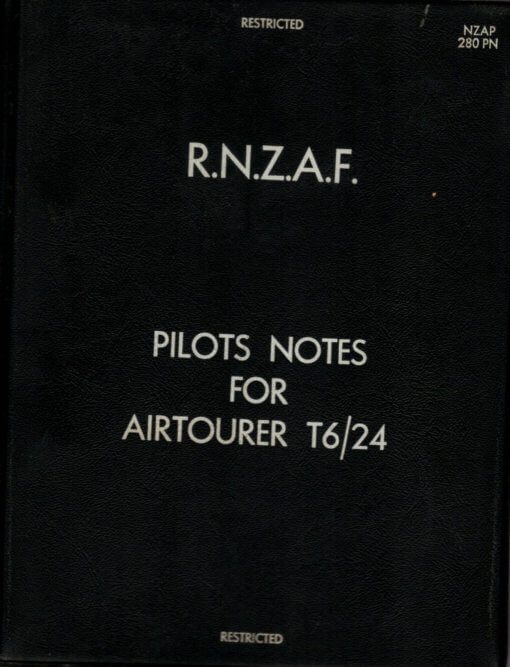 RESTRICTED
NZAP
280 PN
R.N.Z.A.F.
PILOTS NOTES
FOR
AIRTOURER T6/24
RESTRICTED